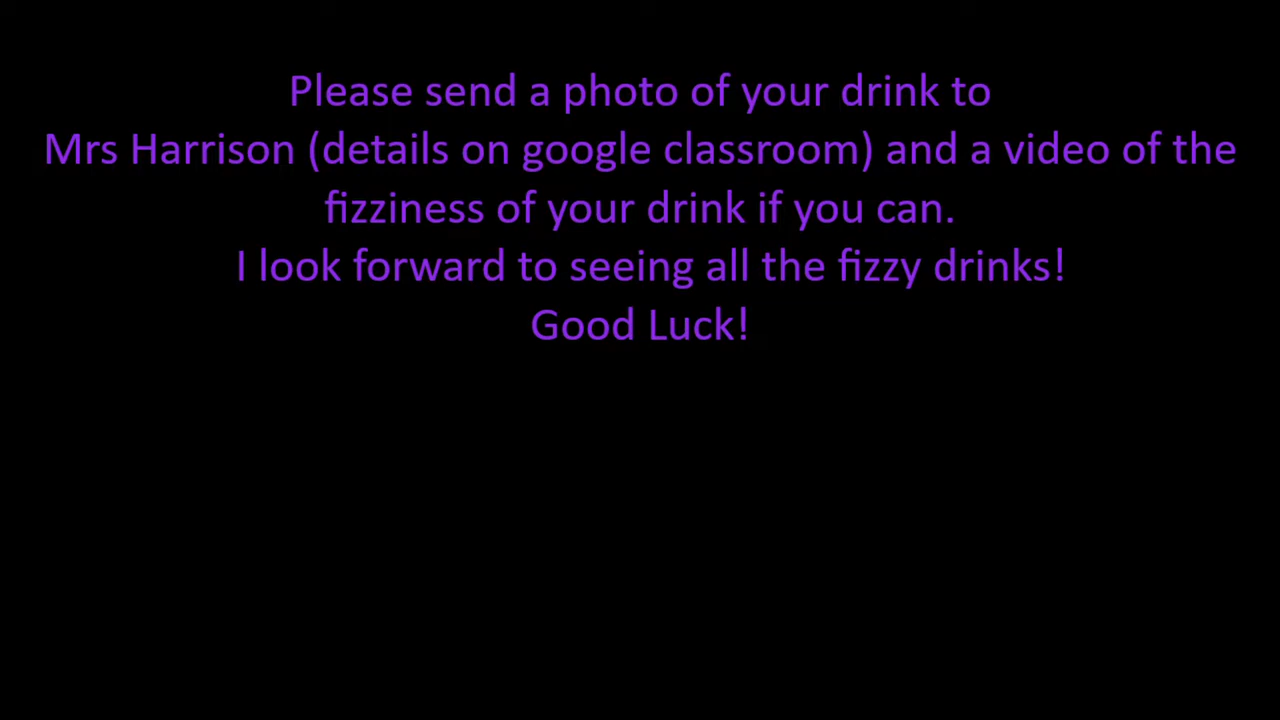 Please send a photo of your drink to
Mrs Harrison (details on google classroom) and a video of the
fizziness of your drink if you can.
I look forward to seeing all the fizzy drinks!
Good Luck!